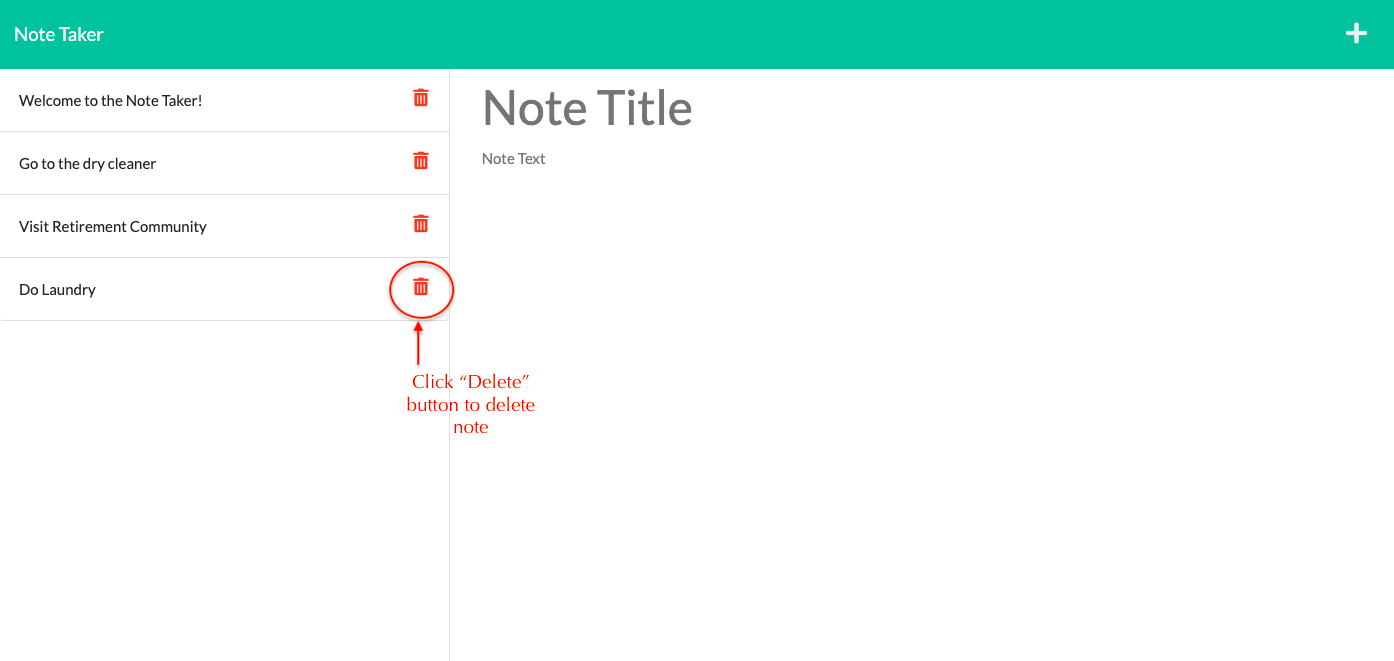 Note Taker
Welcome to the Note Taker!
Go to the dry cleaner
Visit Retirement Community
Do Laundry
Note Title
Note Text
Click “Delete”
button to delete
note